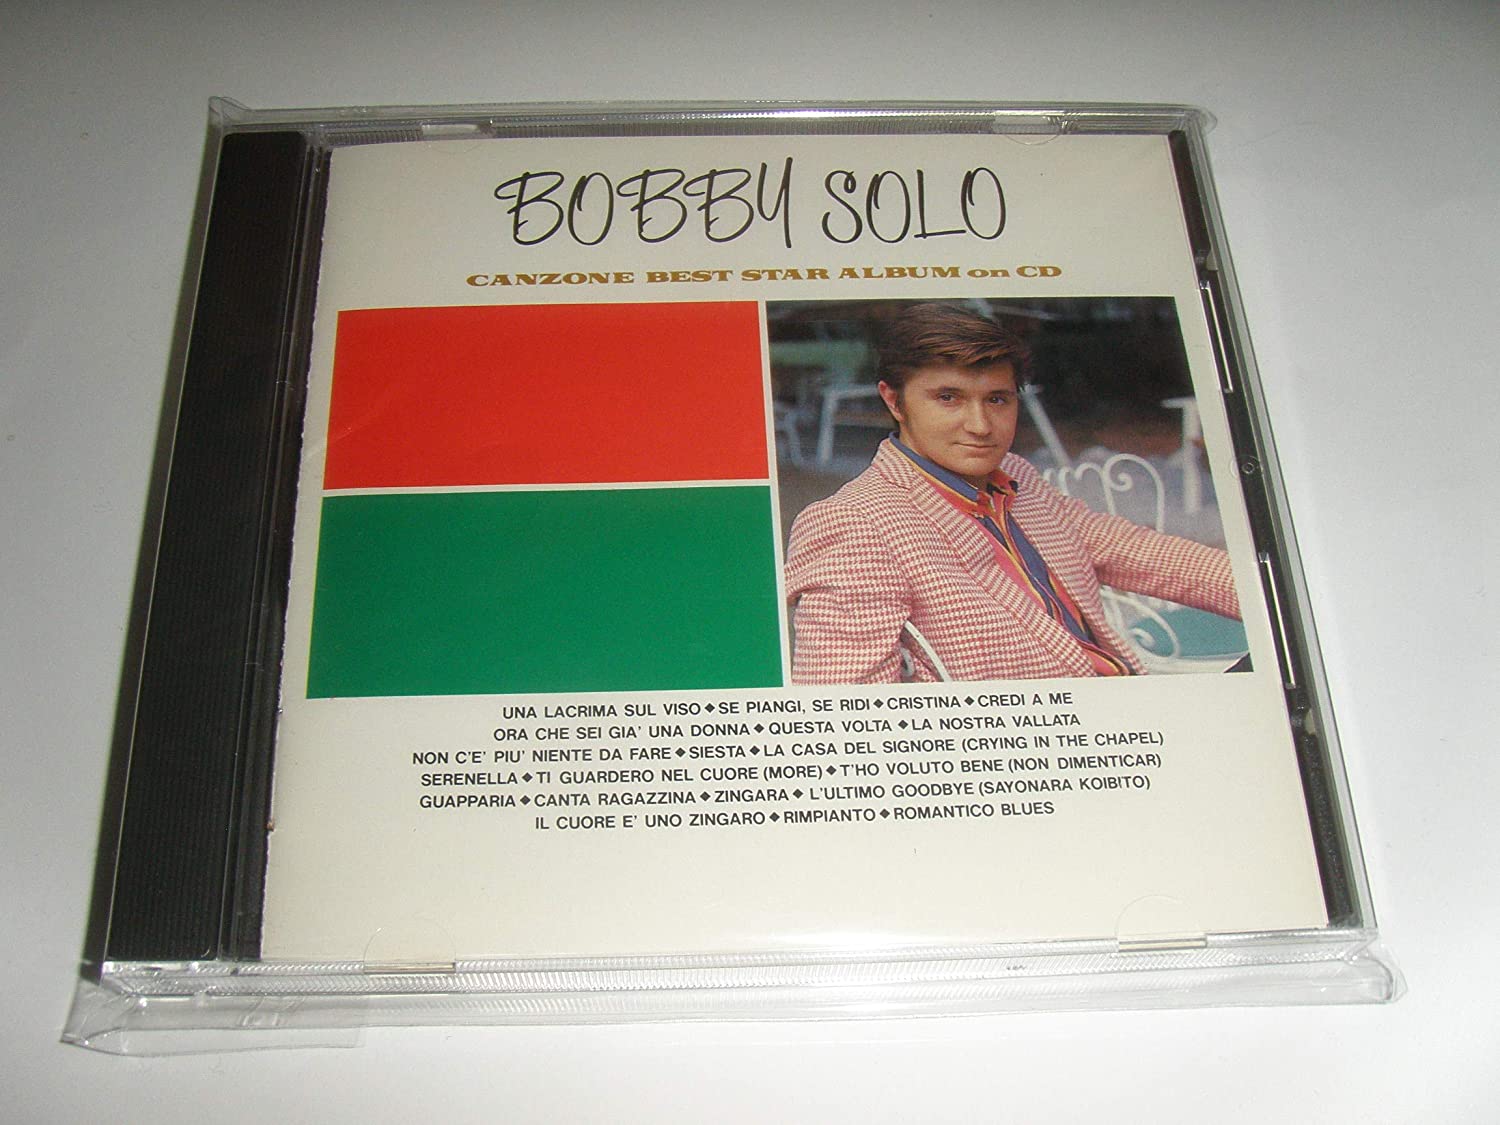 BOBBY SOLO
CANZONE BEST STAR ALBUM on CD
UNA LACRIMA SUL VISO◆SE PIANGI, SE RIDI◆CRISTINA◆CREDI A ME
ORA CHE SEI GIA' UNA DONNA◆QUESTA VOLTA◆LA NOSTRA VALLATA
NON C'E' PIU' NIENTE DA FARE◆SIESTA◆LA CASA DEL SIGNORE (CRYING IN THE CHAPEL)
SERENELLA◆TI GUARDERO NEL CUORE (MORE)◆T'HO VOLUTO BENE (NON DIMENTICAR)
GUAPPARIA◆CANTA RAGAZZINA◆ZINGARA◆L'ULTIMO GOODBYE (SAYONARA KOIBITO)
IL CUORE E' UNO ZINGARO◆RIMPIANTO◆ROMANTICO BLUES